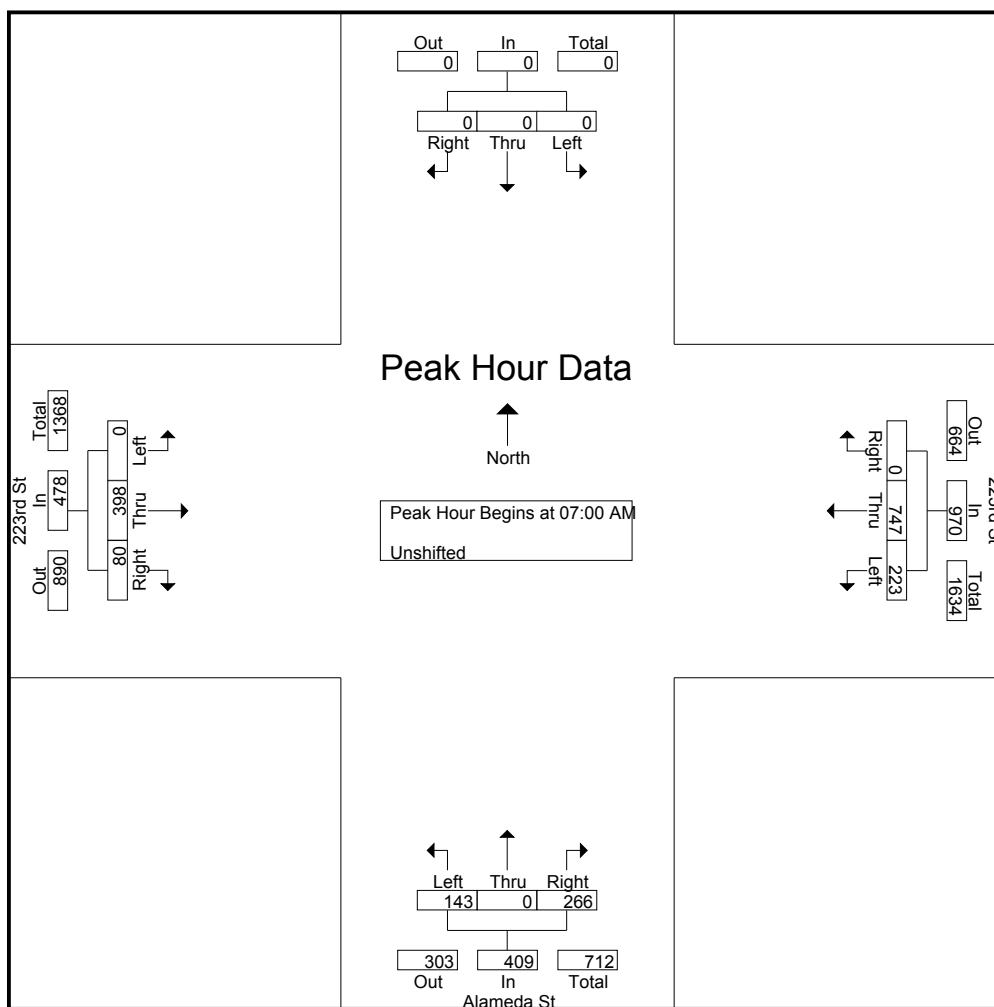 Out In Total
0 0 0
0 0 0
Right Thru Left
Peak Hour Data
North
Peak Hour Begins at 07:00 AM
Unshifted
223rd St
Total In Out
1368 478 890
0 398 80
Left Thru Right
Right Thru Left
0 747 223
Out In Total
664 970 1634
223rd St
Left Thru Right
143 0 266
303 409 712
Out In Total
Alameda St